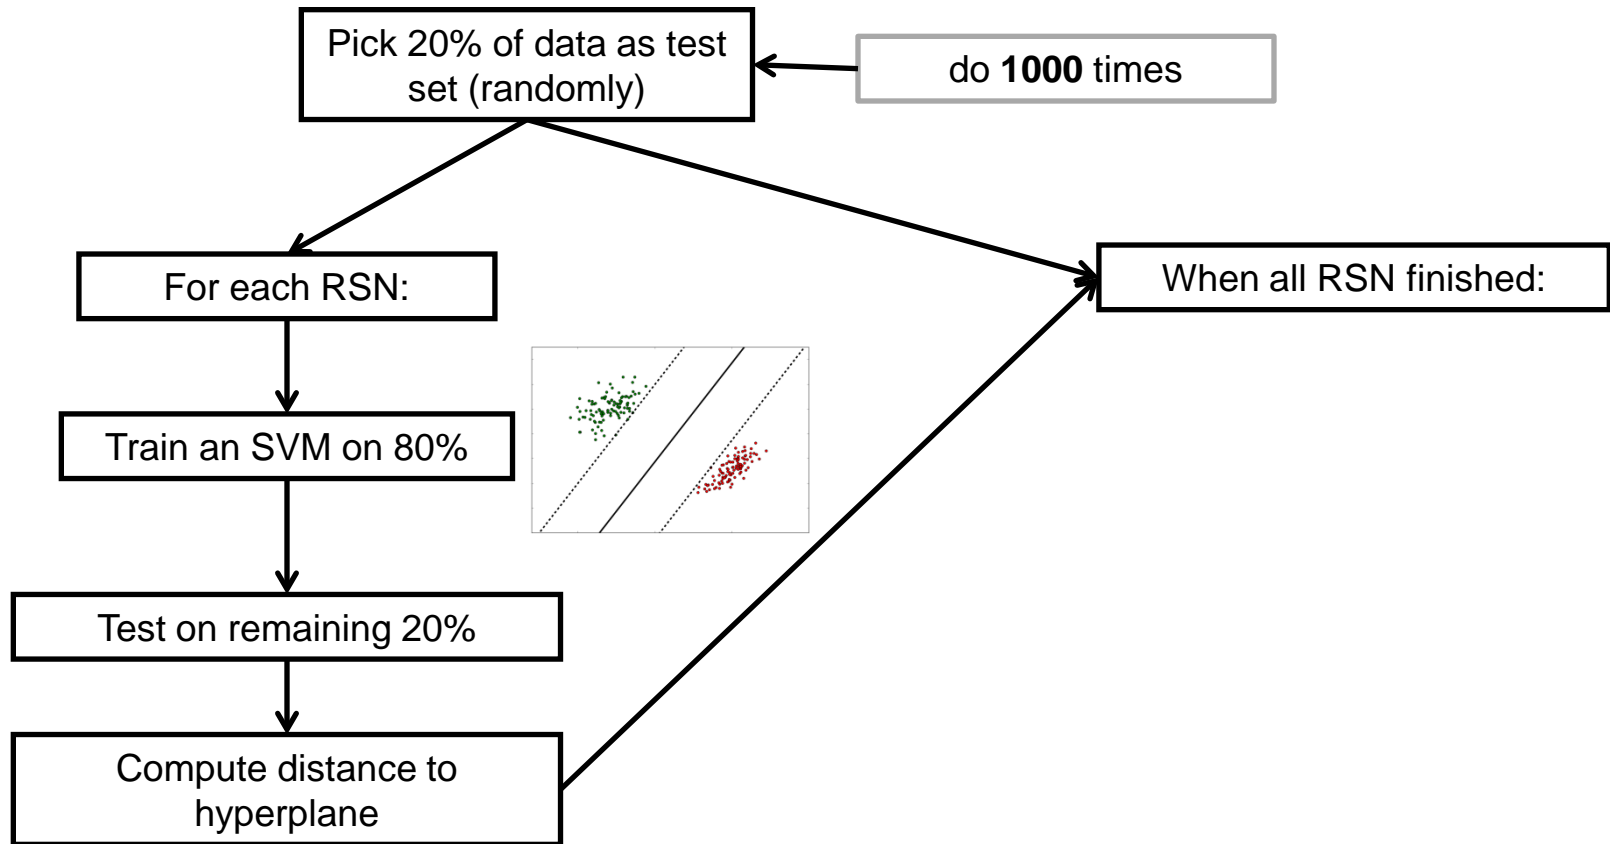 Pick 20% of data as test
set (randomly)
do 1000 times
For each RSN:
When all RSN finished:
Train an SVM on 80%
Test on remaining 20%
Compute distance to
hyperplane